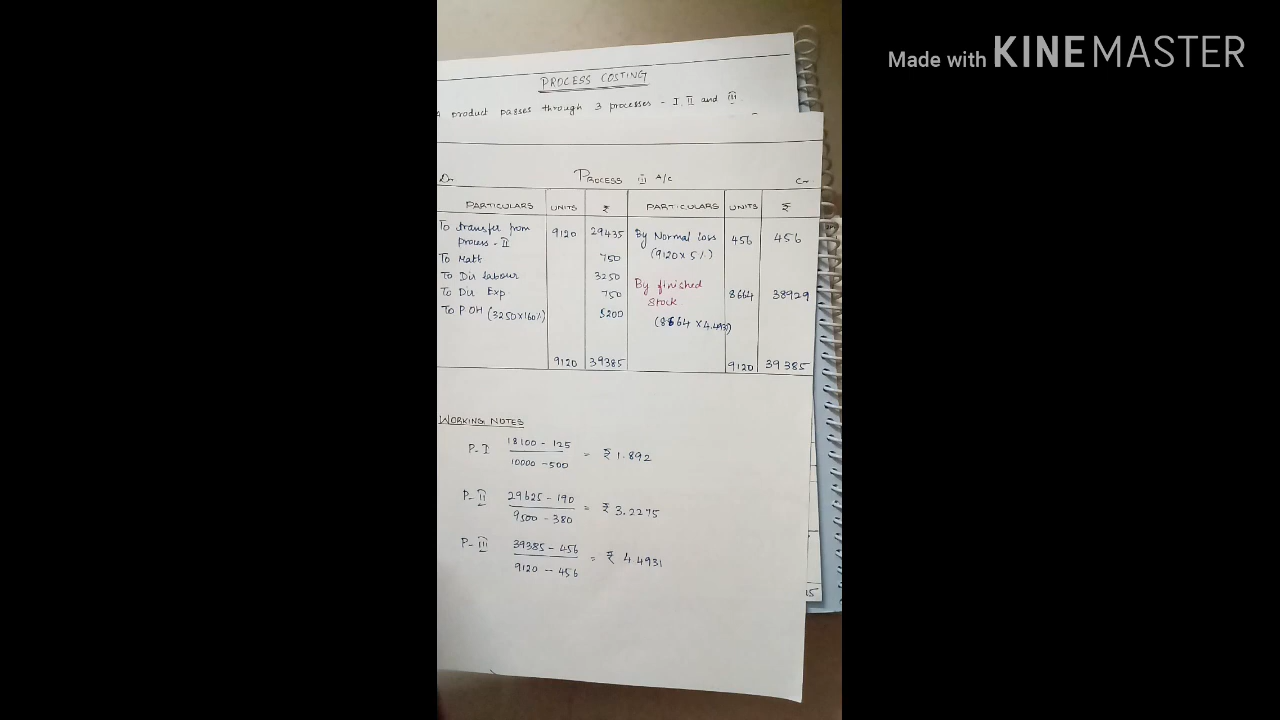 Made with KINEMASTER
PROCESS COSTING
product passes through 3 processes - I II and III.
Dr PROCESS III A/C Cr
PARTICULARS UNITS ₹ PARTICULARS UNITS ₹
To transfer from process - II 9120 29435 By Normal Loss 456 456
(9120 x 5%)
To Matt 750
To Dir labour 3250
To Dir Exp 750 By finished stock 8664 38929
To P OH (3250x160%) 5200 (8664 x 4.4931)
9120 39385 9120 39385
WORKING NOTES
P- I 18100 - 125
10000 - 500 = ₹ 1.892
P- II 29625 - 190
9500 - 380 = ₹ 3.2275
P- III 39385 - 456
9120 - 456 = ₹ 4.4931